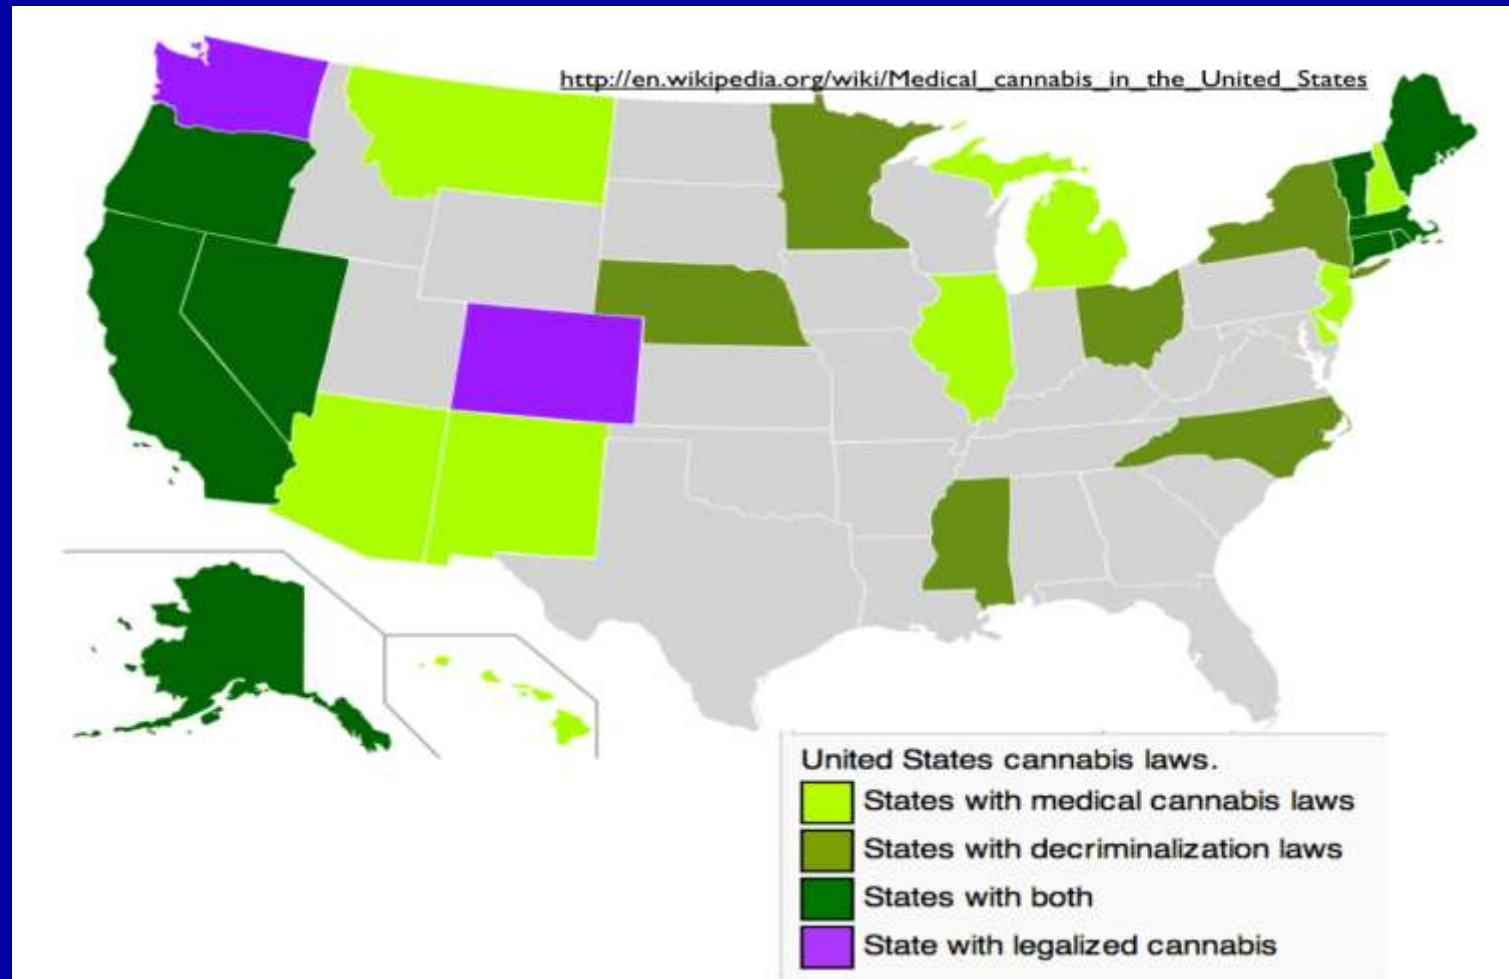 http://en.wikipedia.org/wiki/Medical_cannabis_in_the_United_States
United States cannabis laws.
States with medical cannabis laws
States with decriminalization laws
States with both
State with legalized cannabis